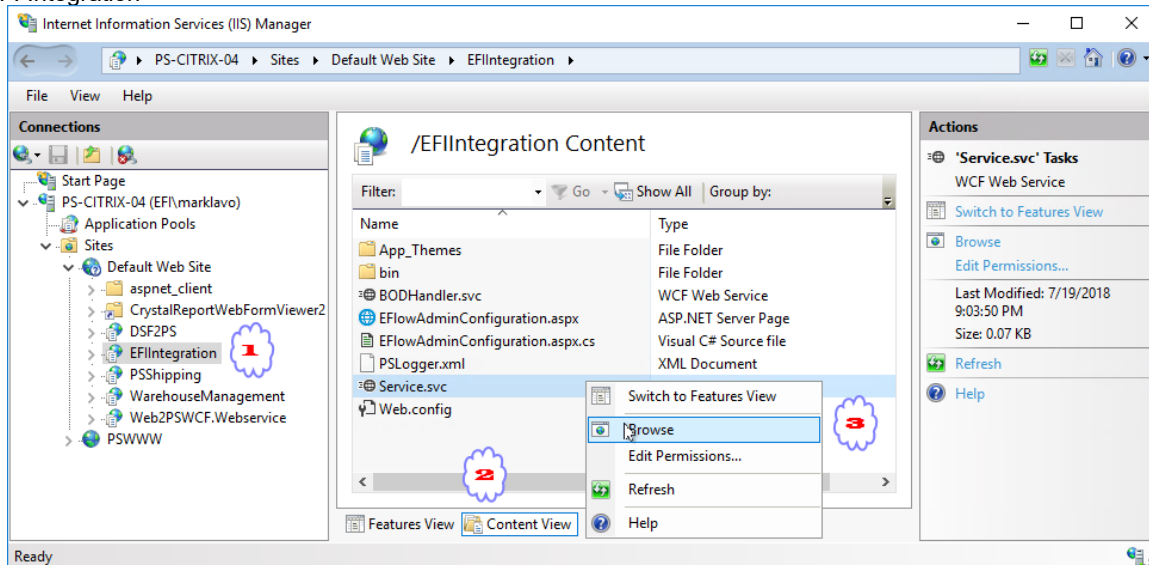 Internet Information Services (IIS) Manager
PS-CITRIX-04 Sites Default Web Site EFIIntegration
File View Help
Connections
Start Page
PS-CITRIX-04 (EFI\marklavo)
Application Pools
Sites
Default Web Site
aspnet_client
CrystalReportWebFormViewer2
DSF2PS
EFIIntegration
1
PSShipping
WarehouseManagement
Web2PSWCF.Webservice
PSWWW
/EFIIntegration Content
Filter: Go Show All Group by:
Name Type
App_Themes File Folder
bin File Folder
BODHandler.svc WCF Web Service
EFlowAdminConfiguration.aspx ASP.NET Server Page
EFlowAdminConfiguration.aspx.cs Visual C# Source file
PSLogger.xml XML Document
Service.svc
Web.config
Switch to Features View
Browse
3
Edit Permissions...
Refresh
Help
2
Features View Content View
Actions
'Service.svc' Tasks
WCF Web Service
Switch to Features View
Browse
Edit Permissions...
Last Modified: 7/19/2018
9:03:50 PM
Size: 0.07 KB
Refresh
Help
Ready